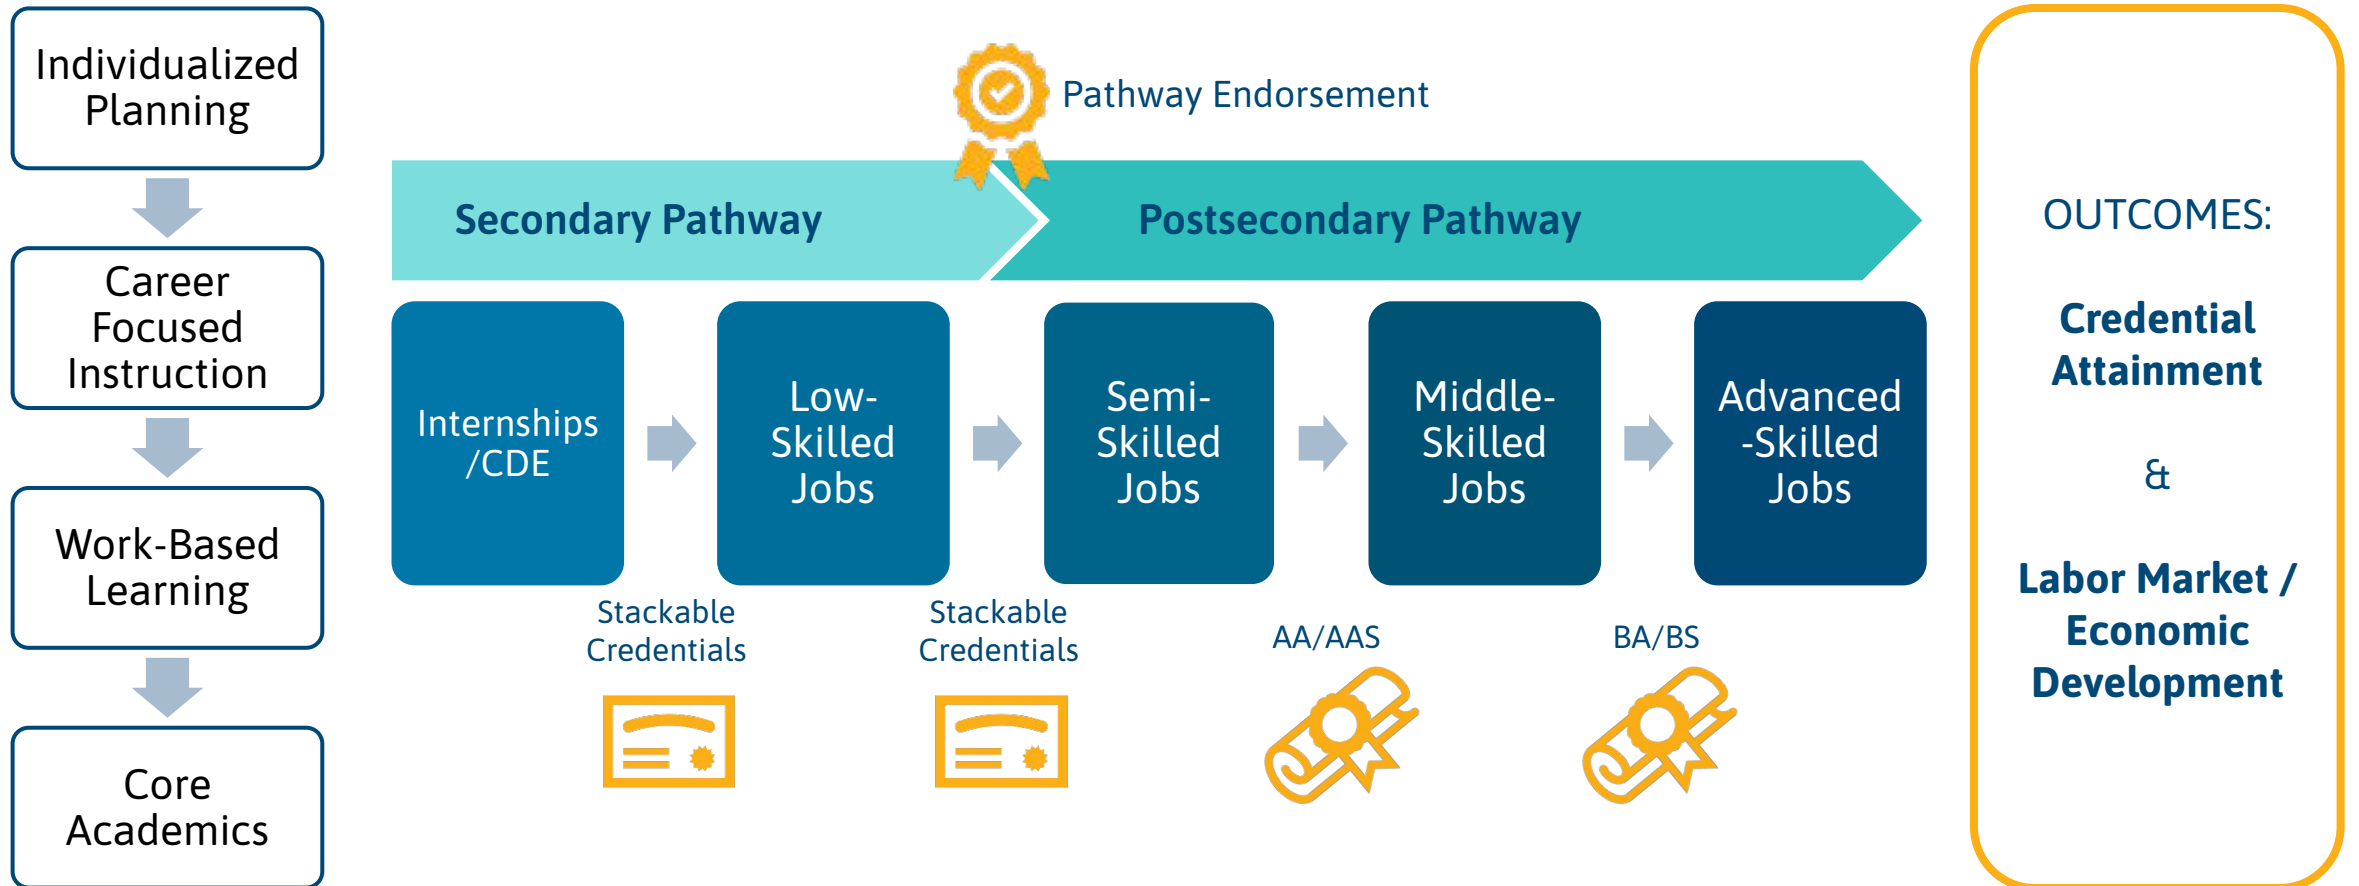 Individualized
Planning
Career
Focused
Instruction
Work-Based
Learning
Core
Academics
Pathway Endorsement
Secondary Pathway
Postsecondary Pathway
Internships
/CDE
Low-
Skilled
Jobs
Semi-
Skilled
Jobs
Middle-
Skilled
Jobs
Advanced
-Skilled
Jobs
Stackable
Credentials
Stackable
Credentials
AA/AAS
BA/BS
OUTCOMES:
Credential
Attainment
&
Labor Market /
Economic
Development